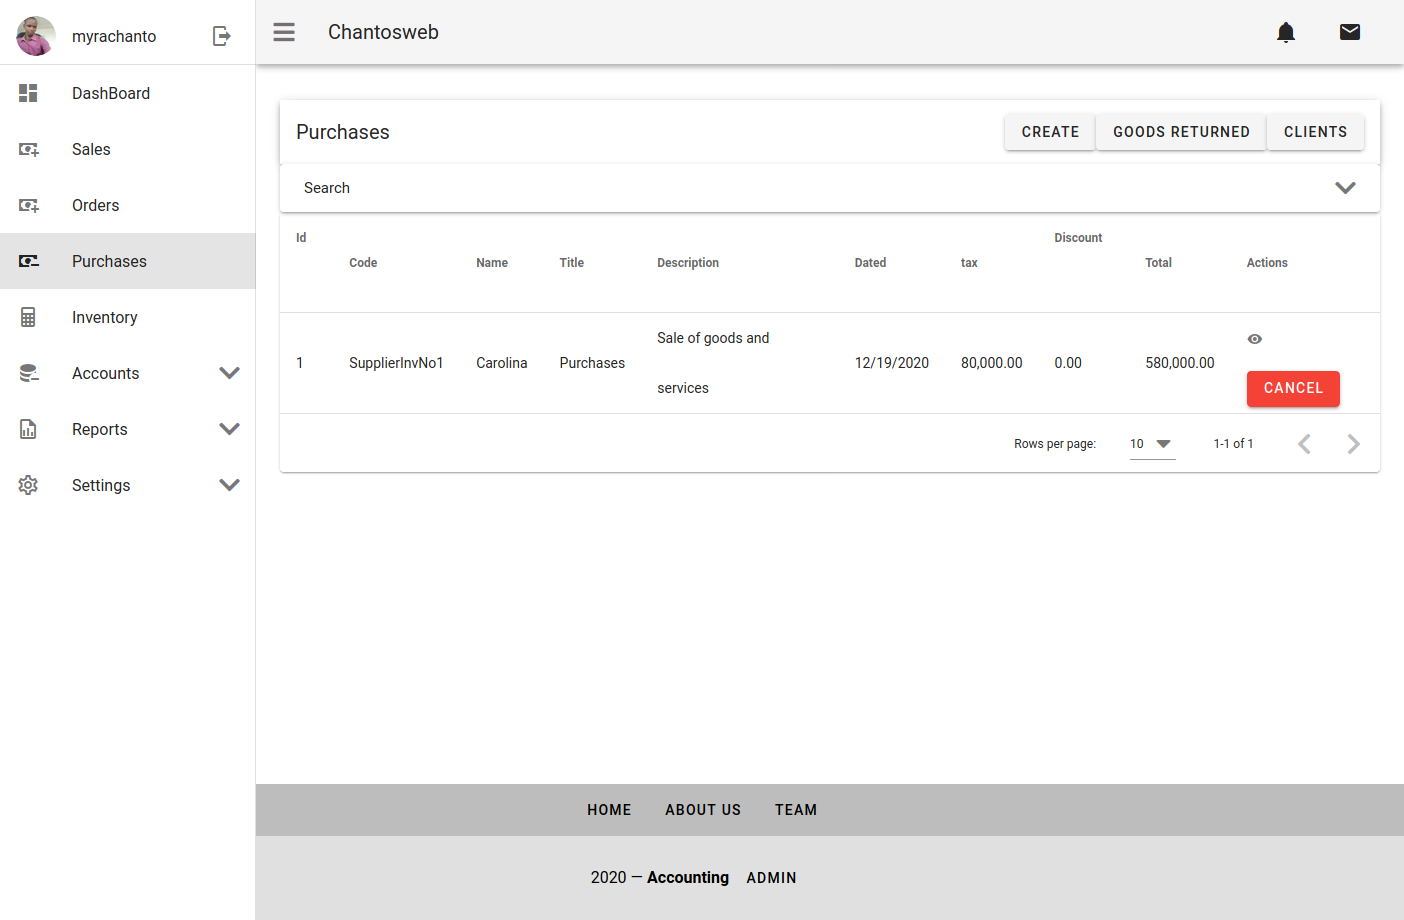 myrachanto
Chantosweb
DashBoard
Sales
Orders
Purchases
Inventory
Accounts
Reports
Settings
Purchases
CREATE GOODS RETURNED CLIENTS
Search
Id Code Name Title Description Dated tax Discount Total Actions
1 SupplierInvNo1 Carolina Purchases Sale of goods and services 12/19/2020 80,000.00 0.00 580,000.00
CANCEL
Rows per page: 10 1-1 of 1
HOME ABOUT US TEAM
2020 — Accounting ADMIN